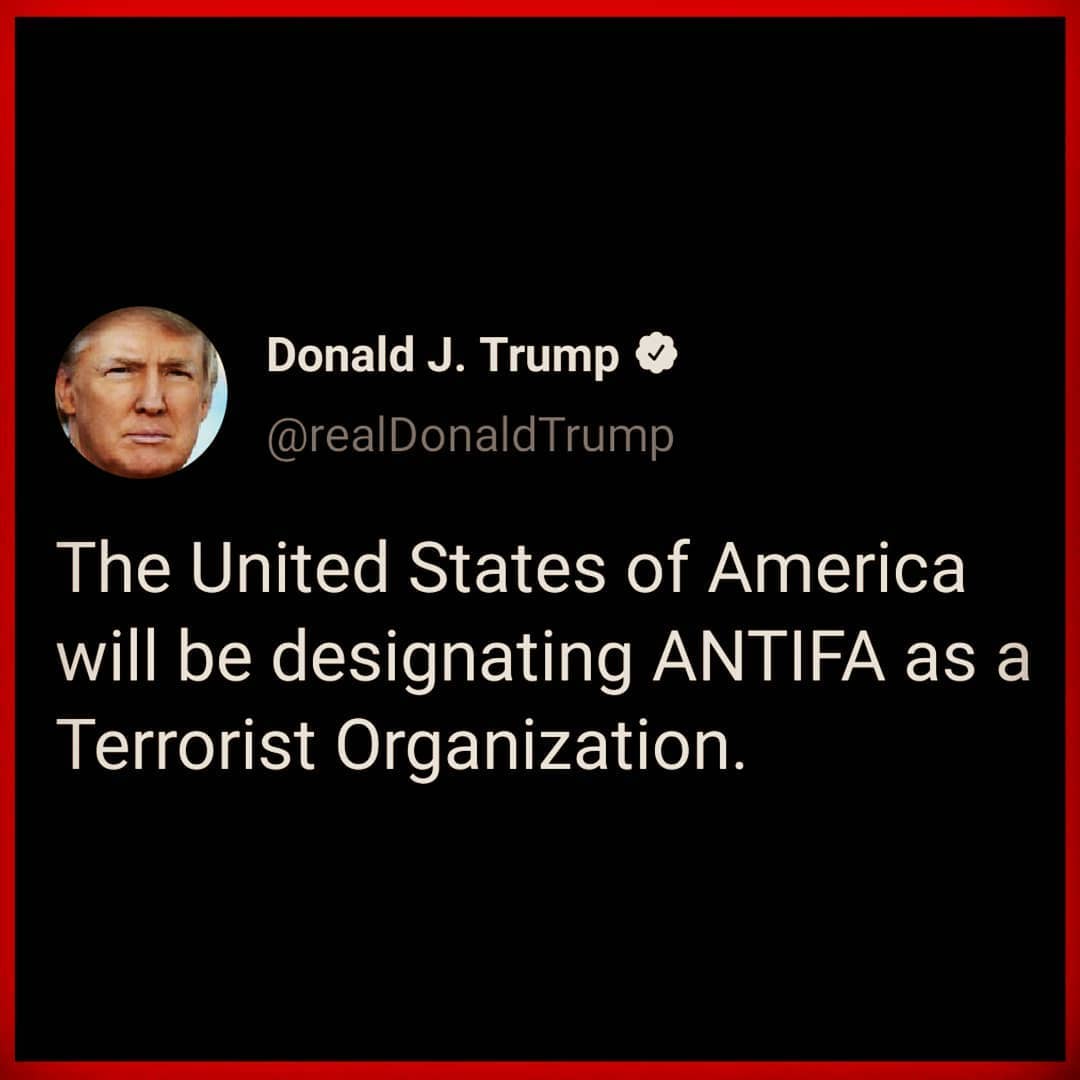 Donald J. Trump
@realDonaldTrump
The United States of America
will be designating ANTIFA as a
Terrorist Organization.